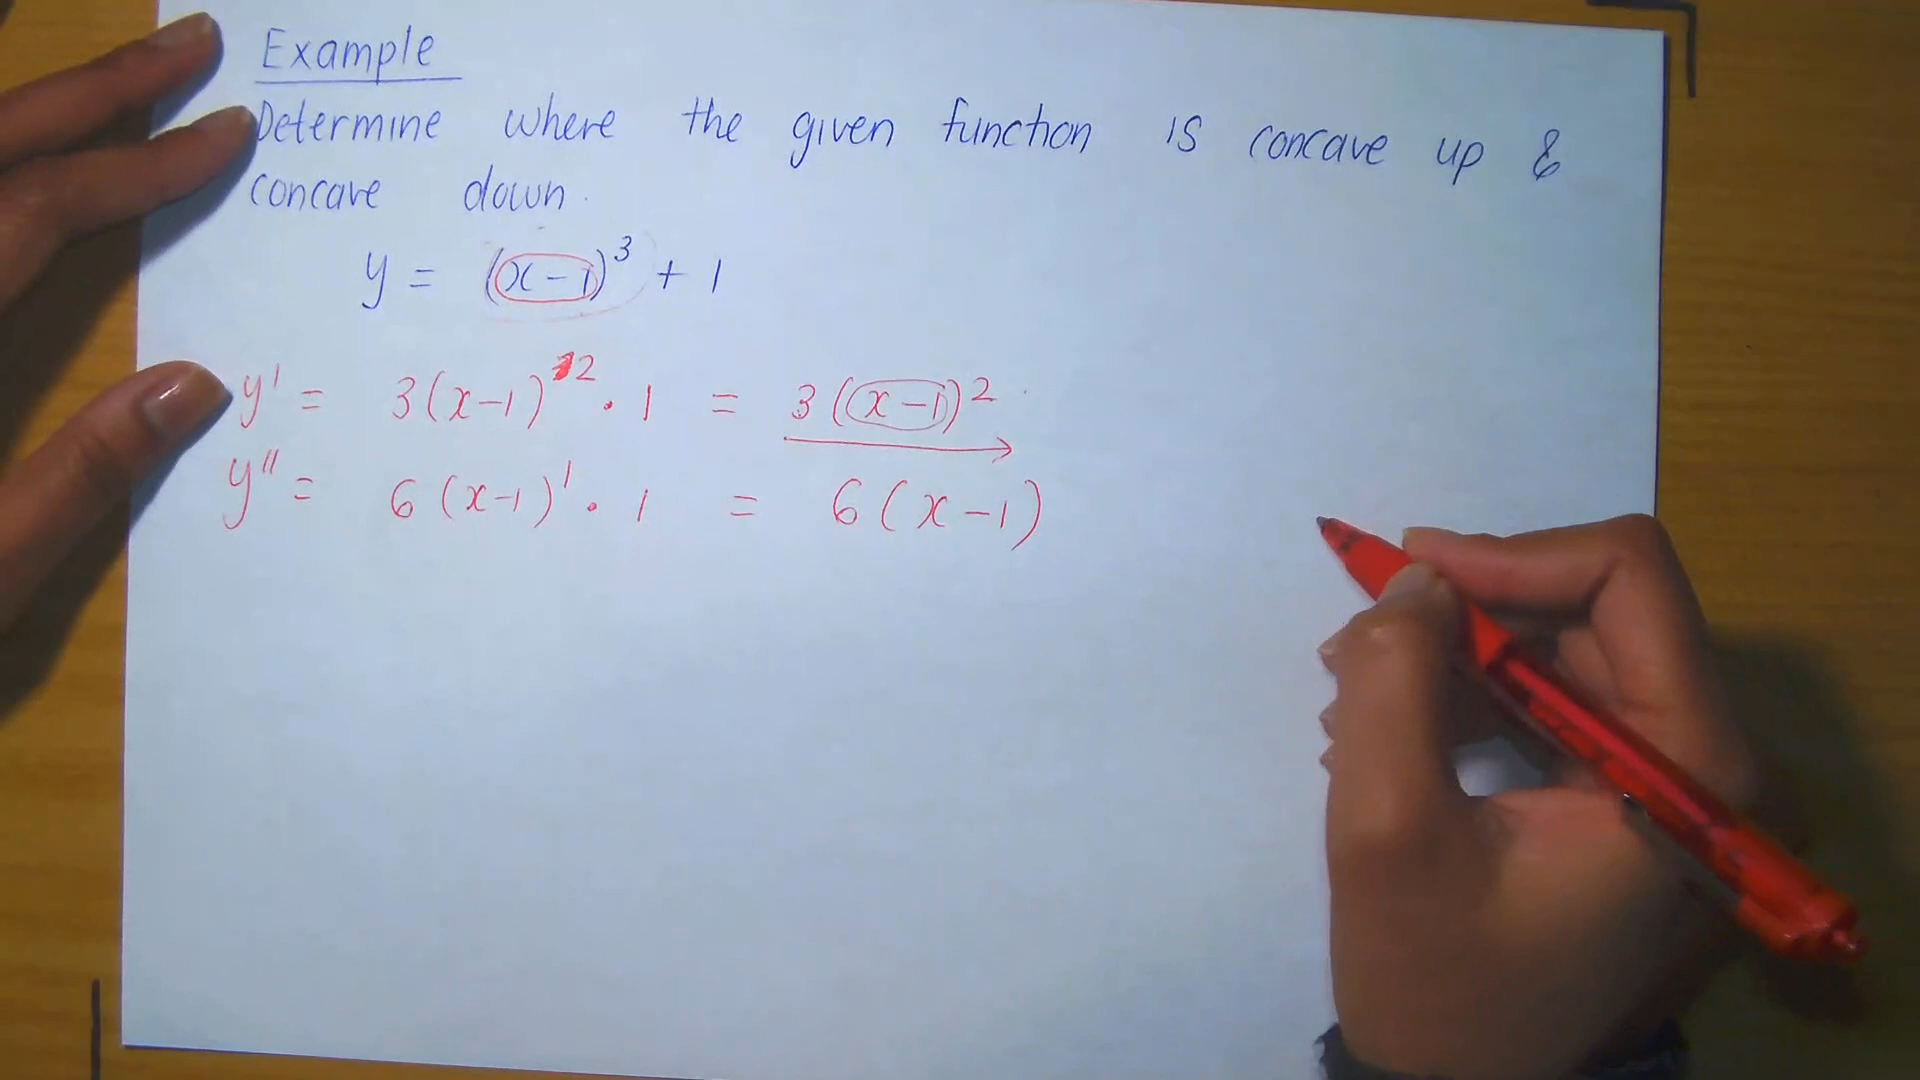 Example
Determine where the given function is concave up &
concave down.
y = (x-1)³ + 1
y' = 3(x-1)² · 1 = 3(x-1)²
y'' = 6(x-1)¹ · 1 = 6(x-1)